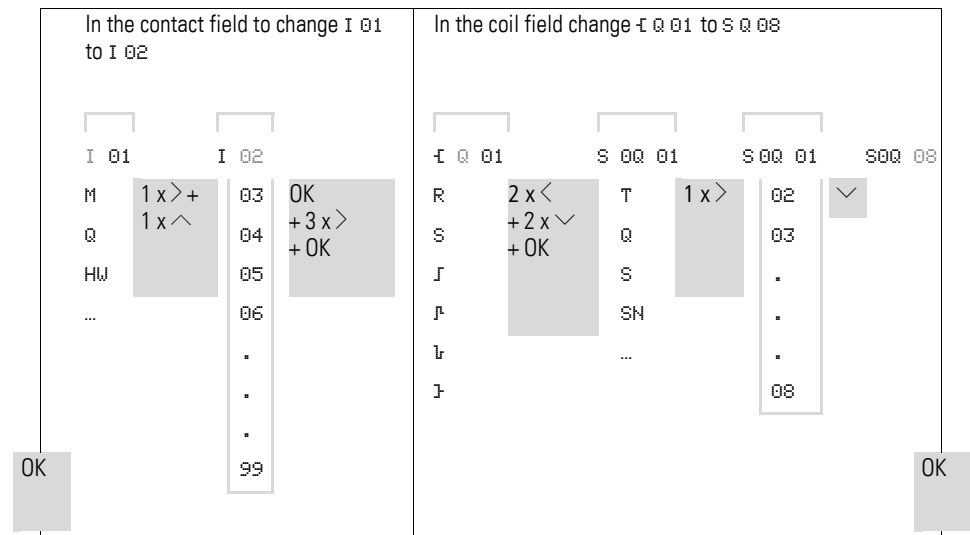 In the contact field to change I 01
to I 02
I 01 I 02
M 1 x > + 03 OK
1 x ^ + 3 x >
Q 04 + OK
HW 05
... 06
.
.
.
99
OK
In the coil field change Ɛ Q 01 to S Q 08
Q 01 S 0Q 01 S 0Q 01 S0Q 08
R 2 x < T 1 x > 02 ∨
+ 2 x ∨
S + OK Q 03
S .
SN .
... .
08
OK